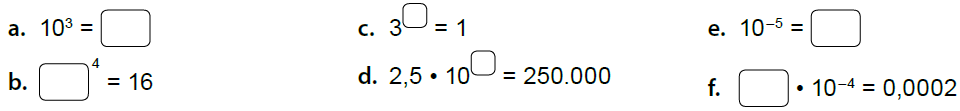 a. 10³ =
b. ⁴ = 16
c. 3 = 1
d. 2,5 • 10 = 250.000
e. 10⁻⁵ =
f. • 10⁻⁴ = 0,0002